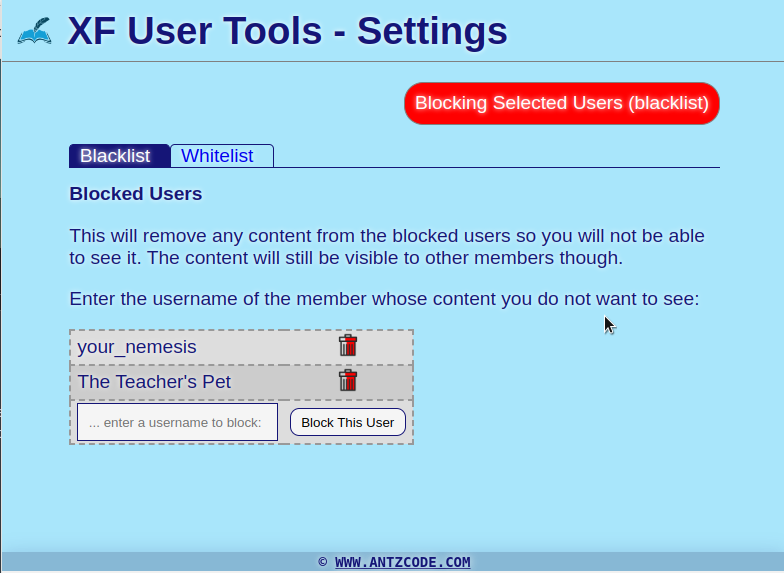 XF User Tools - Settings
Blocking Selected Users (blacklist)
Blacklist
Whitelist
Blocked Users
This will remove any content from the blocked users so you will not be able
to see it. The content will still be visible to other members though.
Enter the username of the member whose content you do not want to see:
your_nemesis
The Teacher's Pet
... enter a username to block:
Block This User
© WWW.ANTZCODE.COM